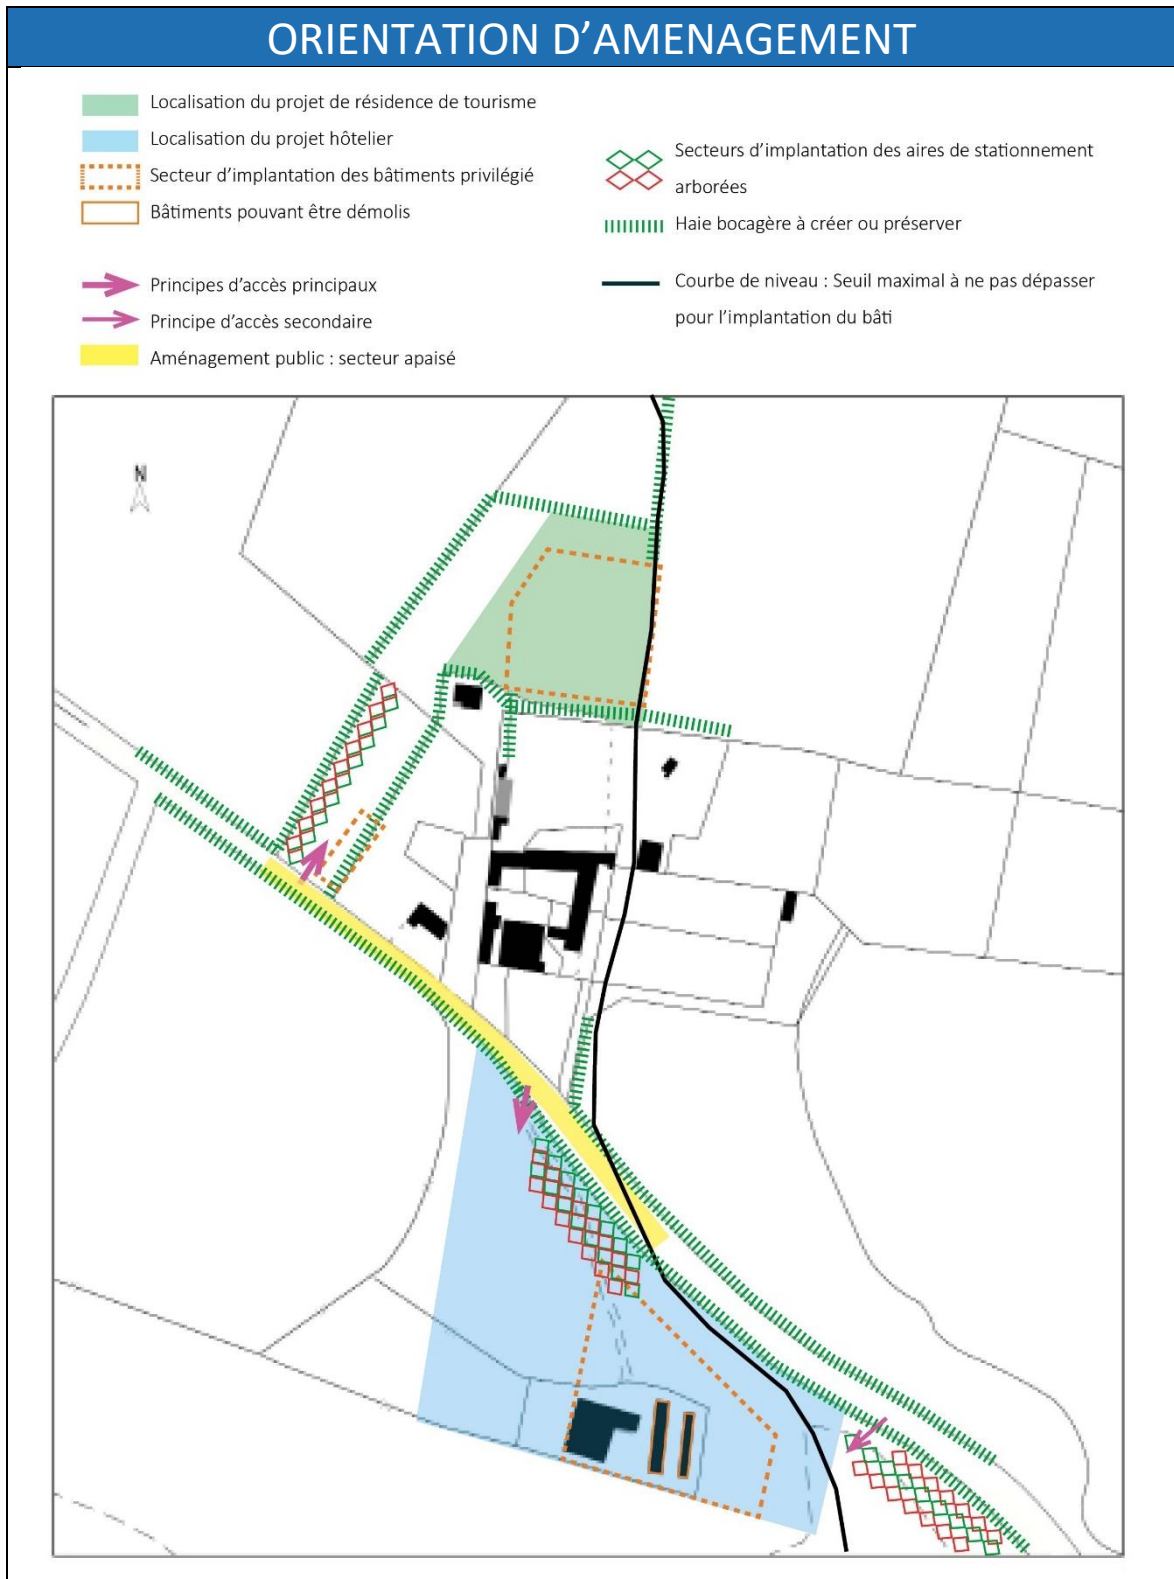 ORIENTATION D'AMENAGEMENT
Localisation du projet de résidence de tourisme
Localisation du projet hôtelier
Secteur d'implantation des bâtiments privilégié
Bâtiments pouvant être démolis
Principes d'accès principaux
Principe d'accès secondaire
Aménagement public : secteur apaisé
Secteurs d'implantation des aires de stationnement
arborées
Haie bocagère à créer ou préserver
Courbe de niveau : Seuil maximal à ne pas dépasser
pour l'implantation du bâti
N